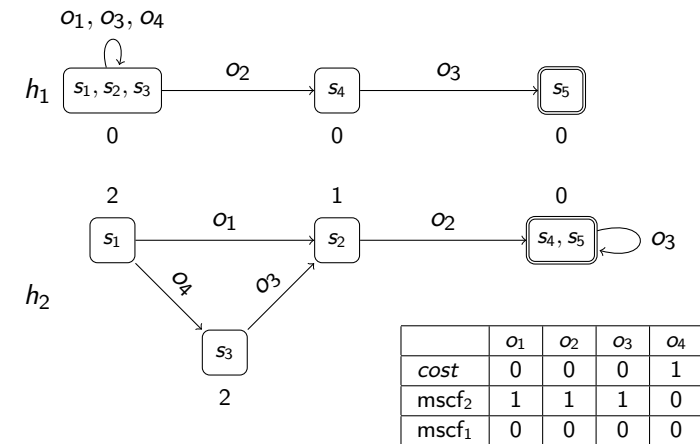 o1, o3, o4
h1 s1, s2, s3 o2 s4 o3 s5
0 0 0
2 1 0
s1 o1 s2 o2 s4, s5 o3
o4 o3
h2
s3
2
o1 o2 o3 o4
cost 0 0 0 1
mscf2 1 1 1 0
mscf1 0 0 0 0